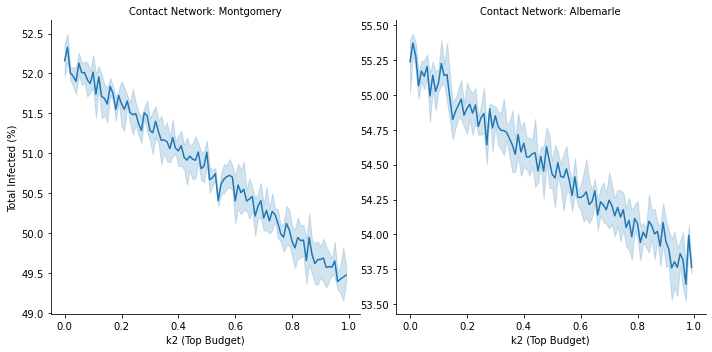 Contact Network: Montgomery
Contact Network: Albemarle
Total Infected (%)
52.5
52.0
51.5
51.0
50.5
50.0
49.5
49.0
0.0 0.2 0.4 0.6 0.8 1.0
k2 (Top Budget)
55.50
55.25
55.00
54.75
54.50
54.25
54.00
53.75
53.50
0.0 0.2 0.4 0.6 0.8 1.0
k2 (Top Budget)